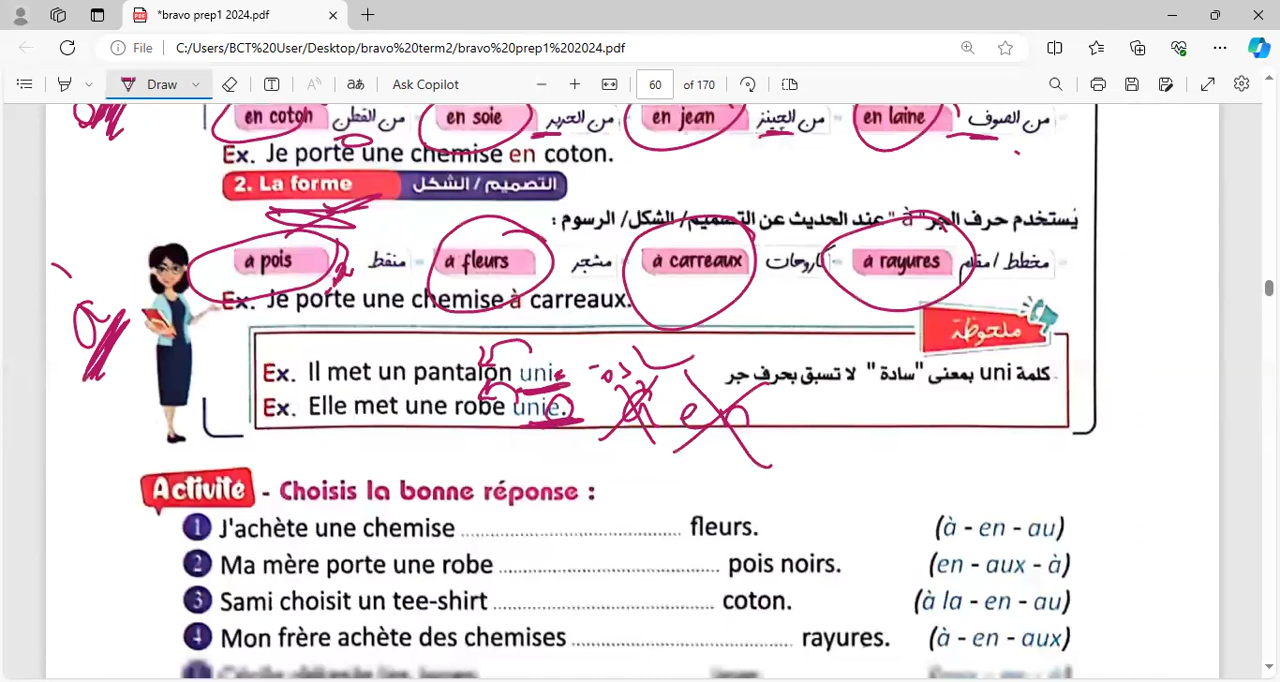 *bravo prep1 2024.pdf
File C:/Users/BCT%20User/Desktop/bravo%20term2/bravo%20prep1%202024.pdf
Draw aあ Ask Copilot 60 of 170
en coton من القطن en soie من الحرير en jean من الجينز en laine من الصوف
Ex. Je porte une chemise en coton.
2. La forme التصميم / الشكل
يُستخدم حرف الجر "à" عند الحديث عن التصميم/ الشكل/ الرسوم :
à pois منقط à fleurs مشجر à carreaux كاروهات à rayures مخطط / مقلم
Ex. Je porte une chemise à carreaux.
à
ملحوظة
Ex. Il met un pantalon uni. كلمة uni بمعنى "سادة" لا تسبق بحرف جر
Ex. Elle met une robe unie. à en
Activité - Choisis la bonne réponse :
1 J'achète une chemise ........................ fleurs. (à - en - au)
2 Ma mère porte une robe ........................ pois noirs. (en - aux - à)
3 Sami choisit un tee-shirt ........................ coton. (à la - en - au)
4 Mon frère achète des chemises ........................ rayures. (à - en - aux)